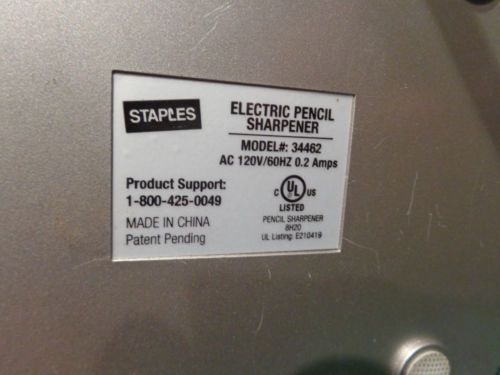 STAPLES
ELECTRIC PENCIL
SHARPENER
MODEL#: 34462
AC 120V/60HZ 0.2 Amps
Product Support:
1-800-425-0049
MADE IN CHINA
Patent Pending
C UL US
LISTED
PENCIL SHARPENER
8H20
UL Listing: E210419